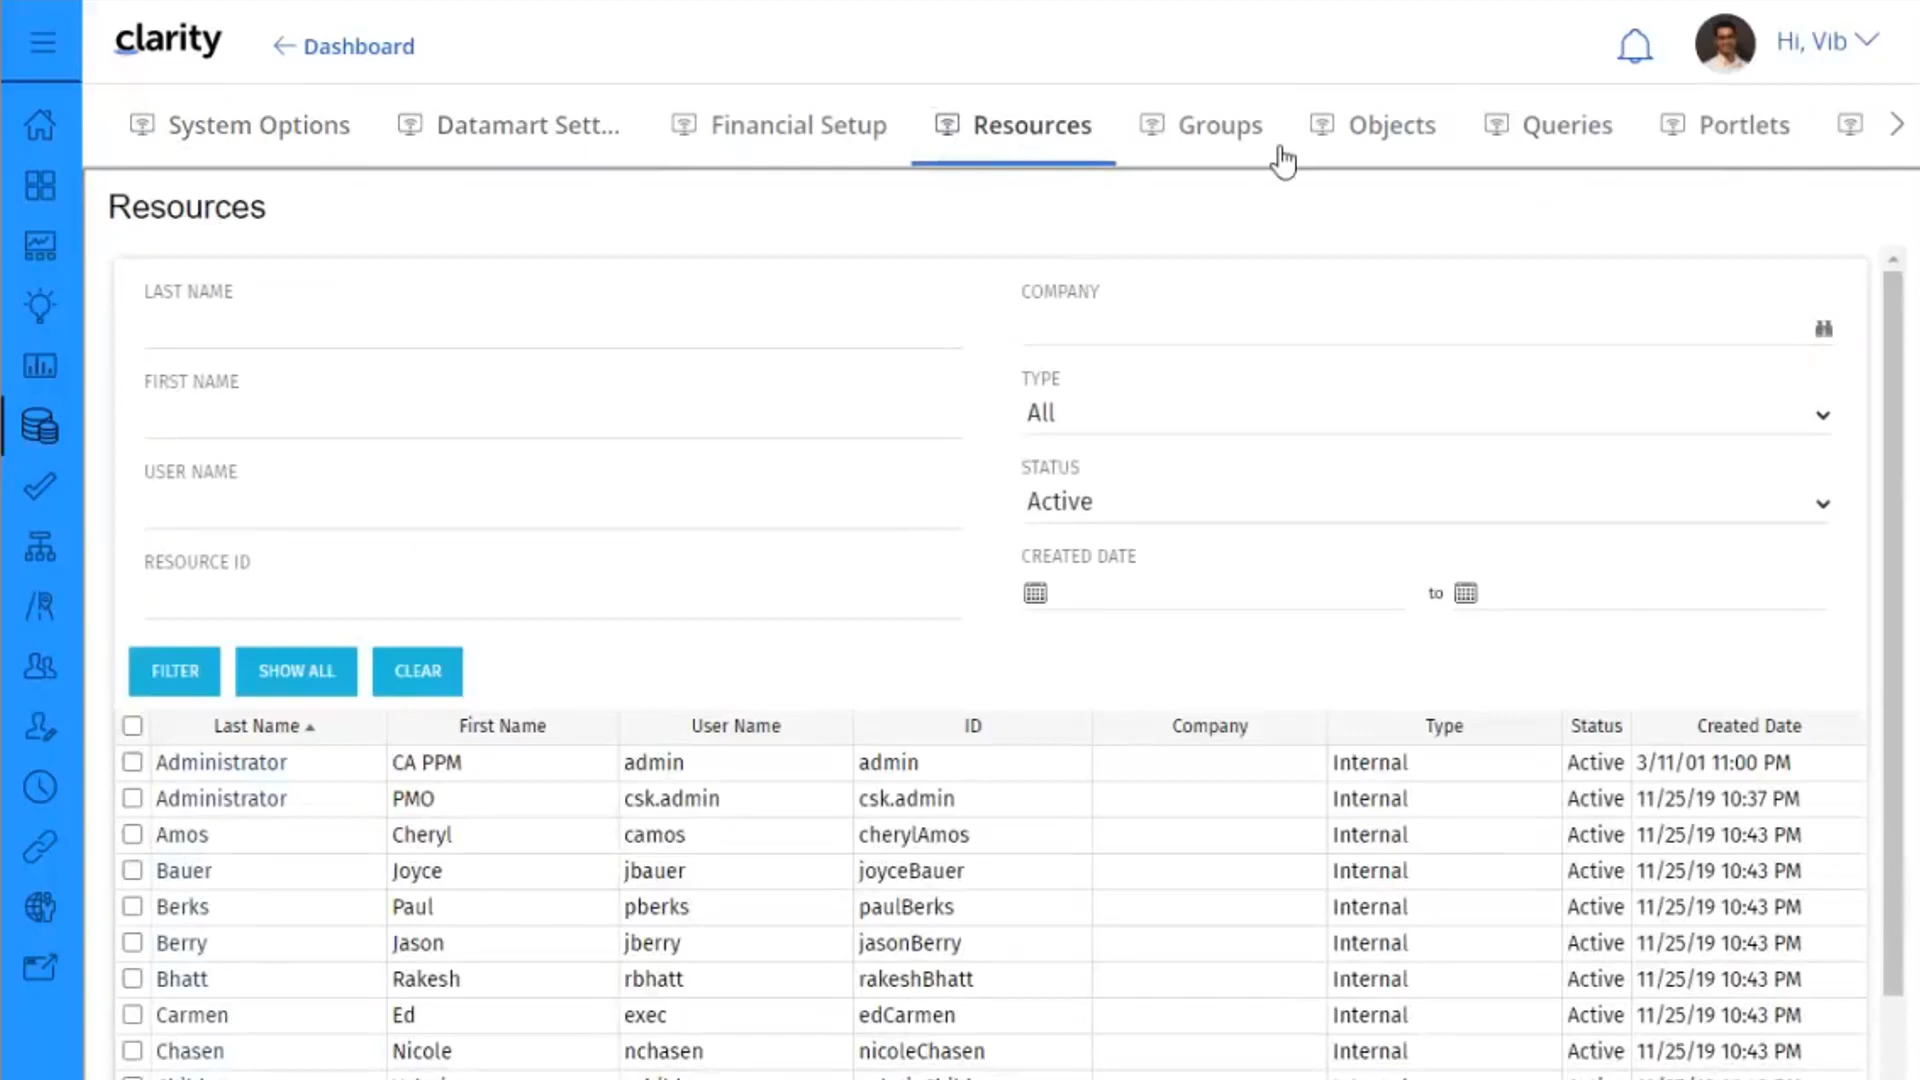 clarity
Dashboard
Hi, Vib
System Options
Datamart Sett...
Financial Setup
Resources
Groups
Objects
Queries
Portlets
Resources
LAST NAME
COMPANY
FIRST NAME
TYPE
All
USER NAME
STATUS
Active
RESOURCE ID
CREATED DATE
to
FILTER
SHOW ALL
CLEAR
Last Name First Name User Name ID Company Type Status Created Date
Administrator CA PPM admin admin Internal Active 3/11/01 11:00 PM
Administrator PMO csk.admin csk.admin Internal Active 11/25/19 10:37 PM
Amos Cheryl camos cherylAmos Internal Active 11/25/19 10:43 PM
Bauer Joyce jbauer joyceBauer Internal Active 11/25/19 10:43 PM
Berks Paul pberks paulBerks Internal Active 11/25/19 10:43 PM
Berry Jason jberry jasonBerry Internal Active 11/25/19 10:43 PM
Bhatt Rakesh rbhatt rakeshBhatt Internal Active 11/25/19 10:43 PM
Carmen Ed exec edCarmen Internal Active 11/25/19 10:43 PM
Chasen Nicole nchasen nicoleChasen Internal Active 11/25/19 10:43 PM